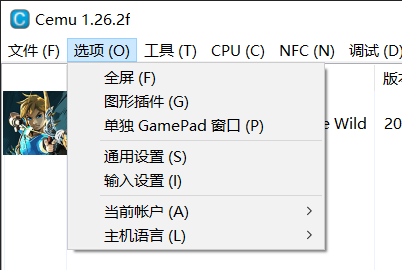 Cemu 1.26.2f
文件 (F) 选项 (O) 工具 (T) CPU (C) NFC (N) 调试 (D)
全屏 (F)
图形插件 (G)
单独 GamePad 窗口 (P)
通用设置 (S)
输入设置 (I)
当前帐户 (A)
主机语言 (L)
版本
Wild
20